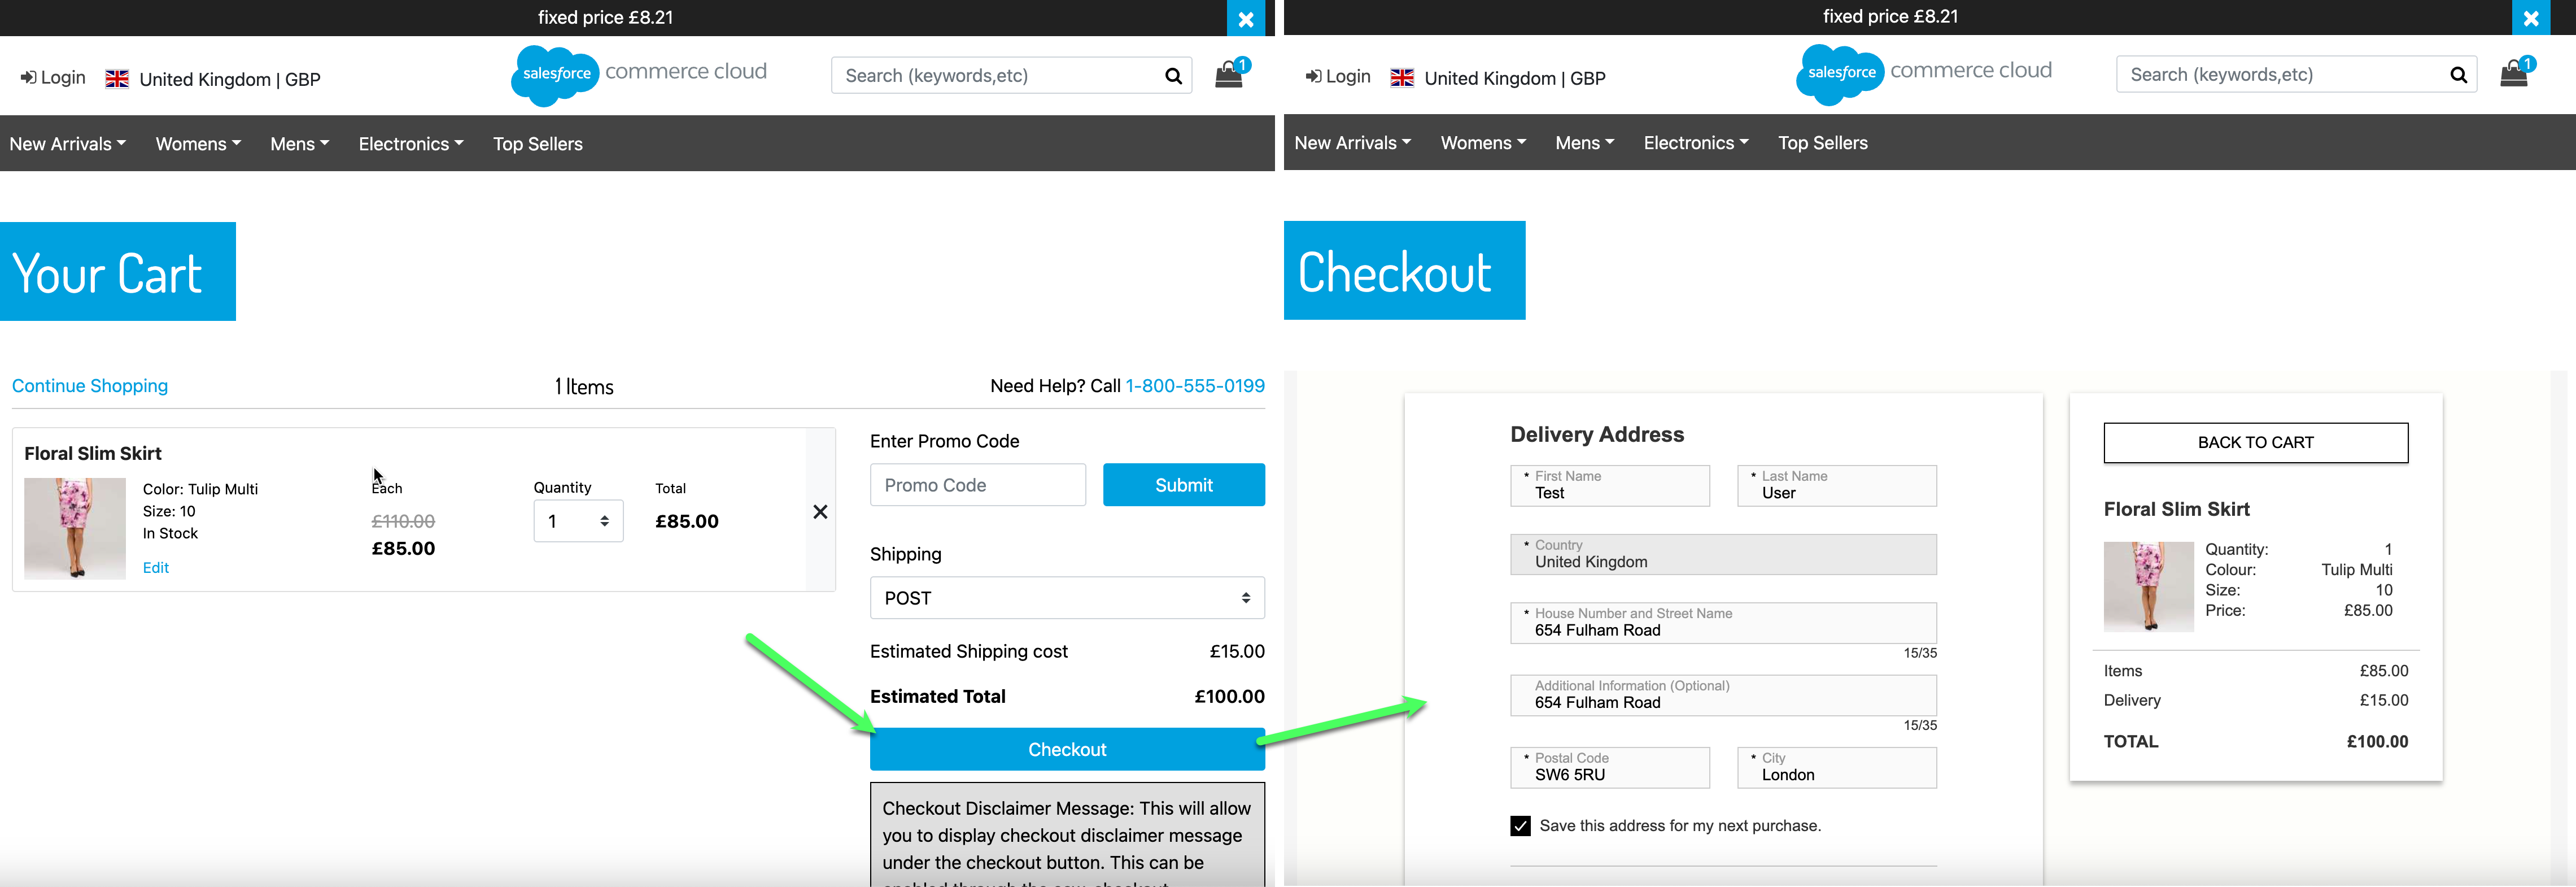 fixed price £8.21
Login
United Kingdom | GBP
salesforce commerce cloud
Search (keywords,etc)
1
New Arrivals Womens Mens Electronics Top Sellers
Your Cart
Continue Shopping
1 Items
Need Help? Call 1-800-555-0199
Floral Slim Skirt
Color: Tulip Multi
Size: 10
In Stock
Edit
Each
£110.00
£85.00
Quantity
1
Total
£85.00
Enter Promo Code
Promo Code
Submit
Shipping
POST
Estimated Shipping cost £15.00
Estimated Total £100.00
Checkout
Checkout Disclaimer Message: This will allow
you to display checkout disclaimer message
under the checkout button. This can be
fixed price £8.21
Login
United Kingdom | GBP
salesforce commerce cloud
Search (keywords,etc)
1
New Arrivals Womens Mens Electronics Top Sellers
Checkout
Delivery Address
* First Name
Test
* Last Name
User
* Country
United Kingdom
* House Number and Street Name
654 Fulham Road
15/35
Additional Information (Optional)
654 Fulham Road
15/35
* Postal Code
SW6 5RU
* City
London
Save this address for my next purchase.
BACK TO CART
Floral Slim Skirt
Quantity: 1
Colour: Tulip Multi
Size: 10
Price: £85.00
Items £85.00
Delivery £15.00
TOTAL £100.00